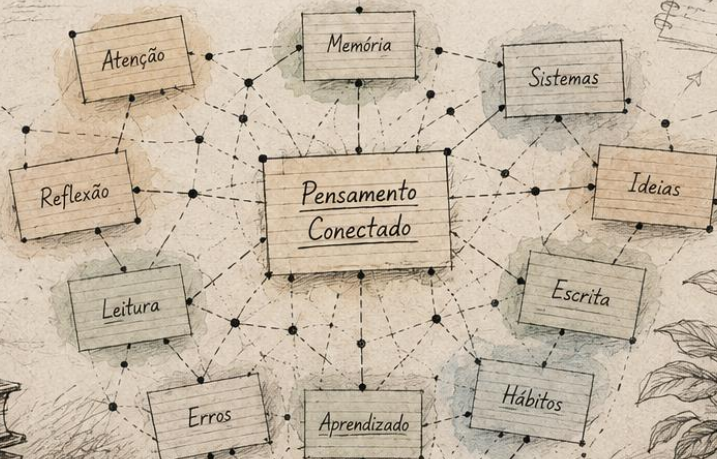 Atenção
Memória
Sistemas
Reflexão
Pensamento
Conectado
Ideias
Leitura
Escrita
Erros
Aprendizado
Hábitos